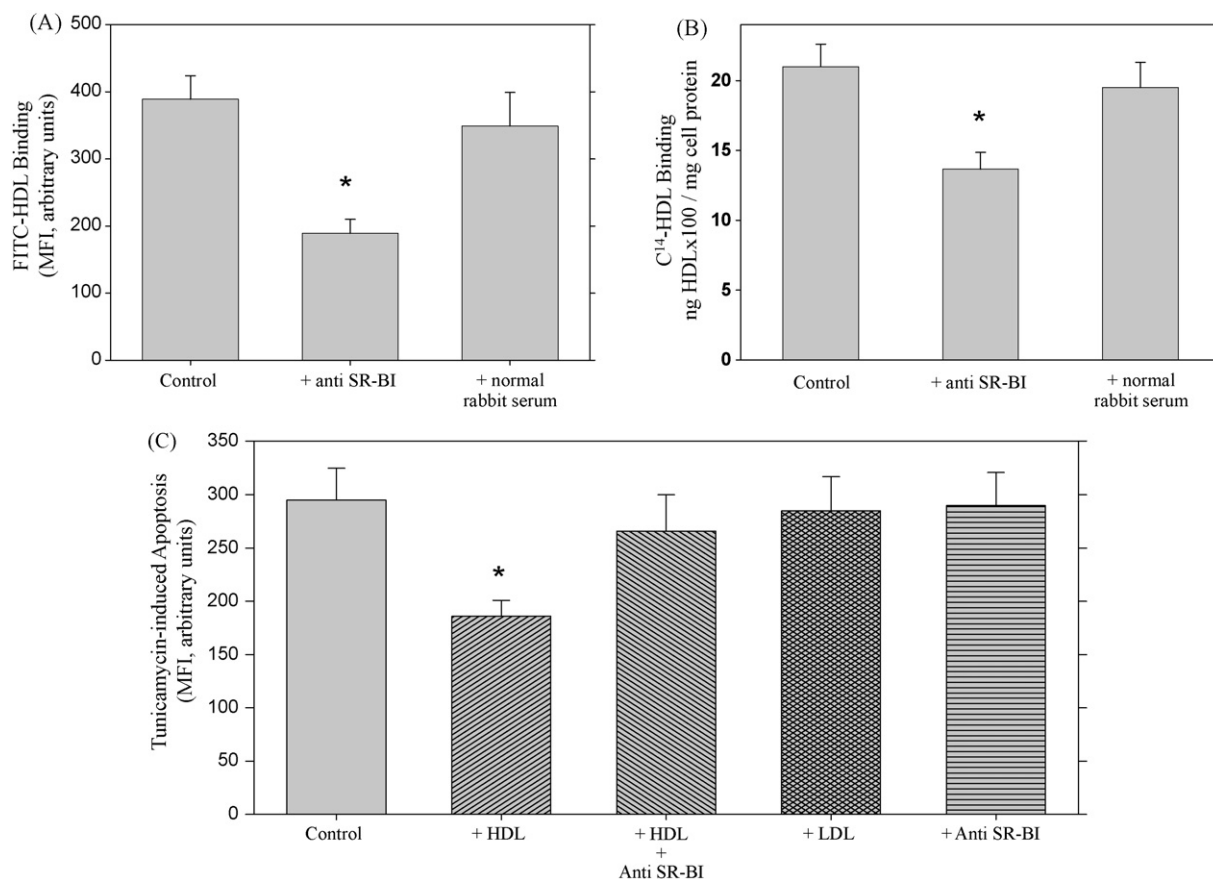 (A)
FITC-HDL Binding
(MFI, arbitrary units)
500
400
300
200
100
0
*
Control
+ anti SR-BI
+ normal
rabbit serum
(B)
C¹⁴-HDL Binding
ng HDLx100 / mg cell protein
20
15
10
5
0
*
Control
+ anti SR-BI
+ normal
rabbit serum
(C)
Tunicamycin-induced Apoptosis
(MFI, arbitrary units)
350
300
250
200
150
100
50
0
*
Control
+ HDL
+ HDL
+
Anti SR-BI
+ LDL
+ Anti SR-BI